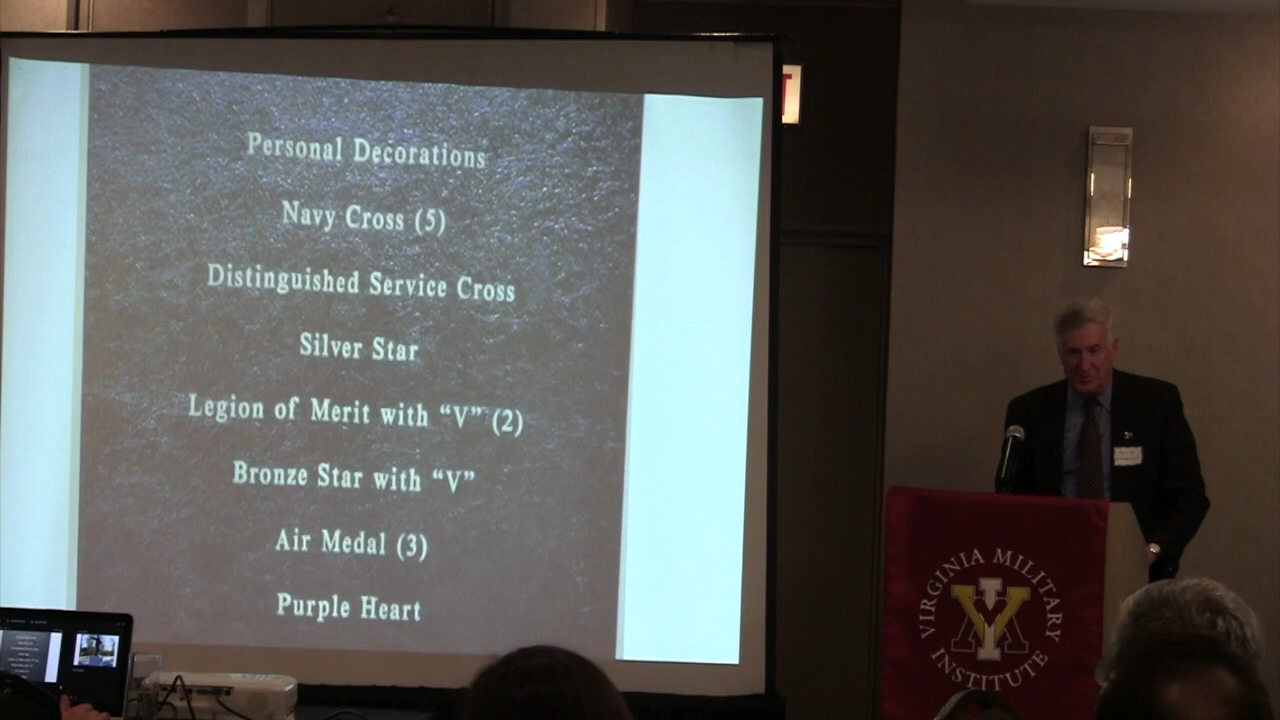 Personal Decorations
Navy Cross (5)
Distinguished Service Cross
Silver Star
Legion of Merit with “V” (2)
Bronze Star with “V”
Air Medal (3)
Purple Heart
VIRGINIA MILITARY
INSTITUTE